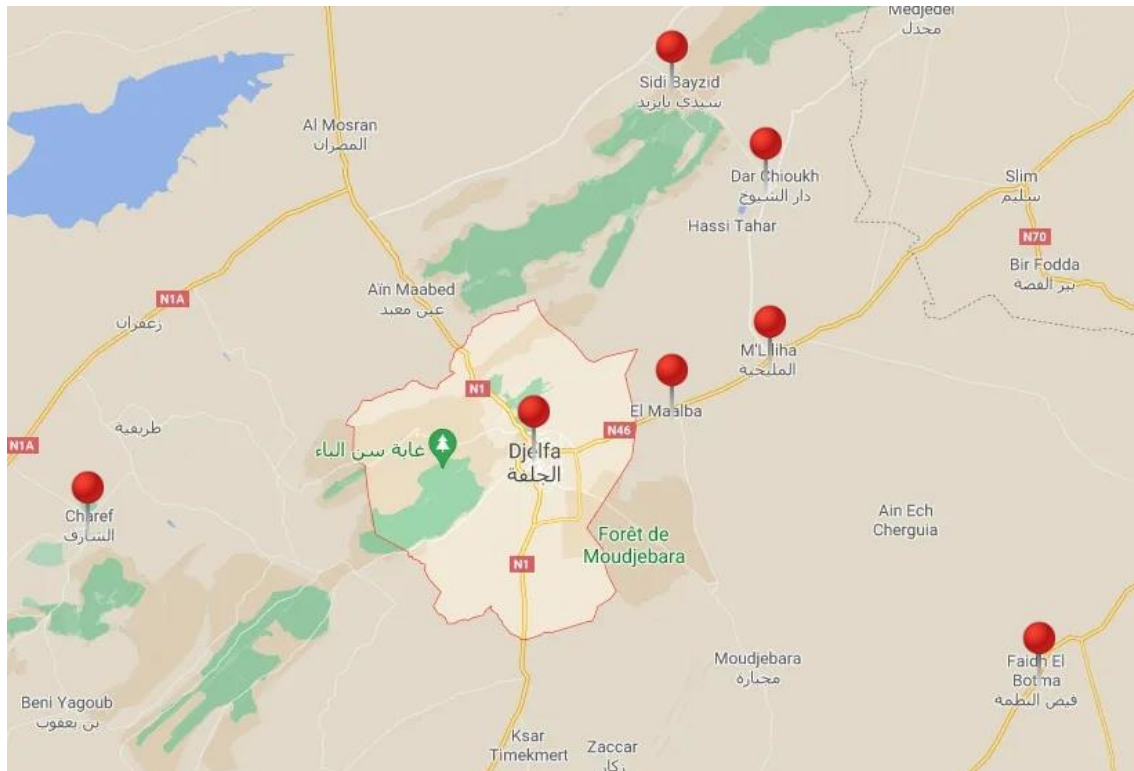 Medjedel
مجدل
Sidi Bayzid
سيدي بايزيد
Al Mosran
المصران
Dar Chioukh
دار الشيوخ
Slim
سليم
Hassi Tahar
N70
Bir Fodda
بير الفضة
Aïn Maabed
عين معبد
N1A
زعفران
M'Liliha
المليحية
N1
El Maalba
N46
طريفية
N1A
غابة سن الباء
Djelfa
الجلفة
Charef
الشارف
Ain Ech
Cherguia
Forêt de
Moudjebara
N1
Moudjebara
مجبارة
Faidh El
Botma
فيض البطمة
Beni Yagoub
بن يعقوب
Ksar
Timekmert
Zaccar
زكار